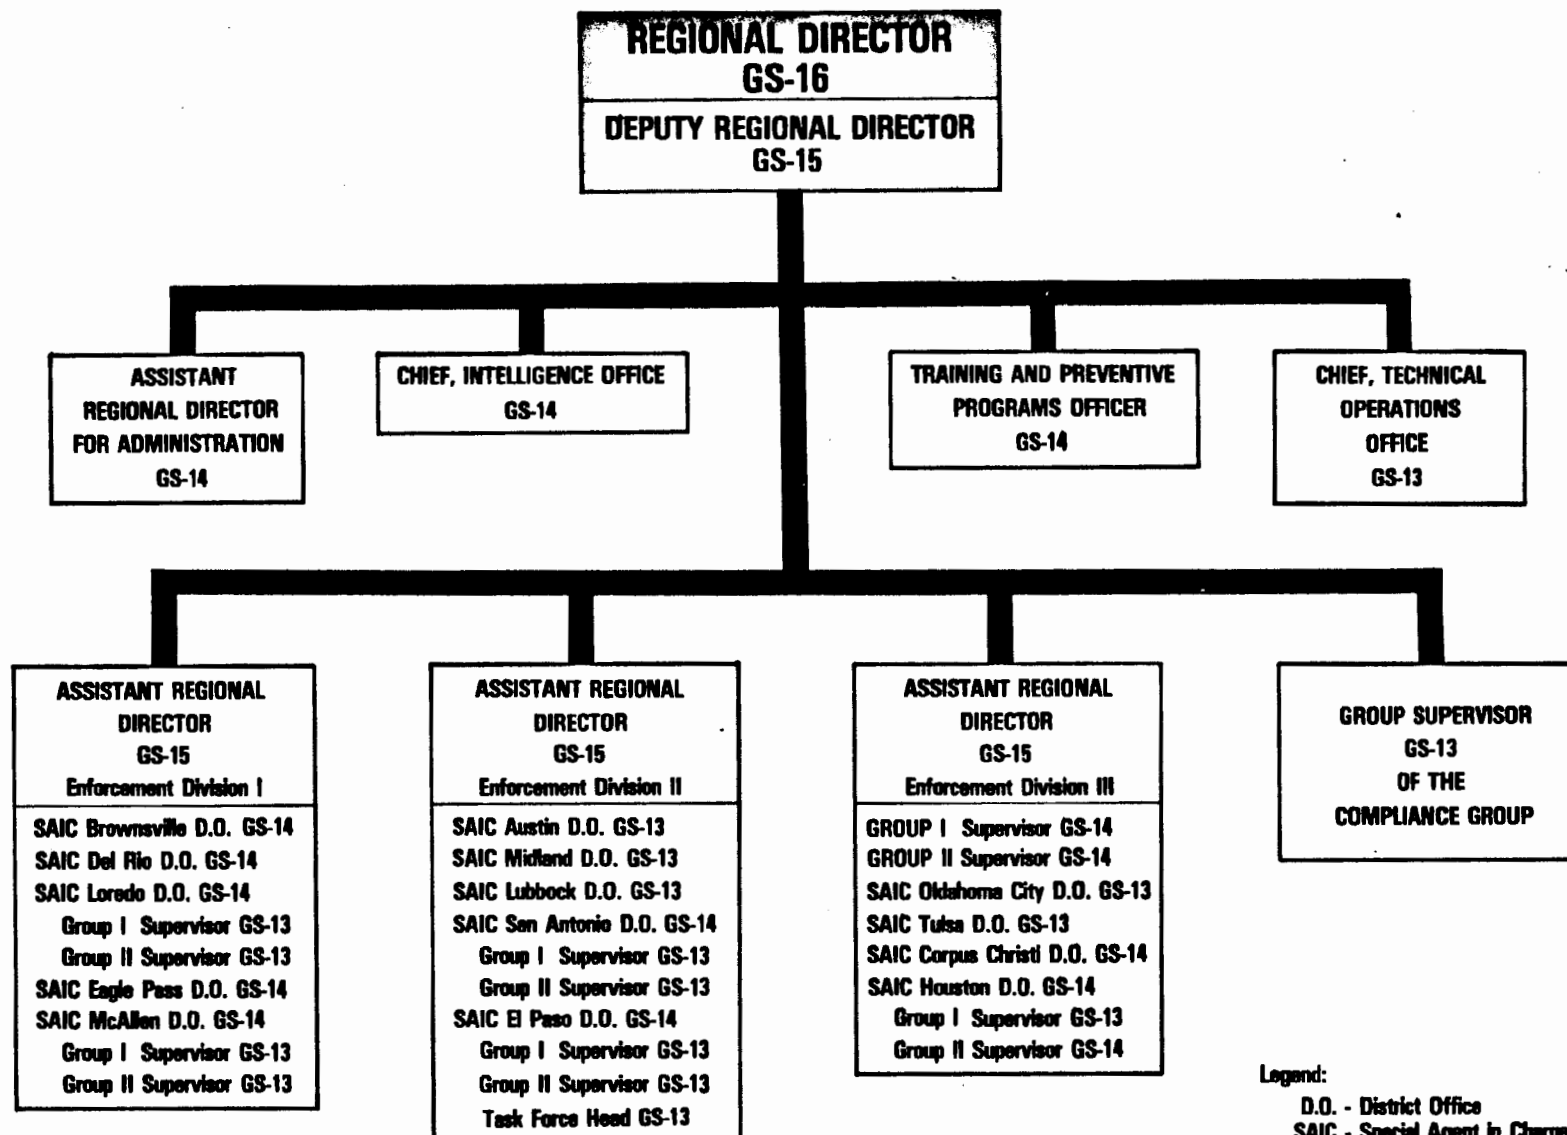 REGIONAL DIRECTOR
GS-16
DEPUTY REGIONAL DIRECTOR
GS-15
ASSISTANT
REGIONAL DIRECTOR
FOR ADMINISTRATION
GS-14
CHIEF, INTELLIGENCE OFFICE
GS-14
TRAINING AND PREVENTIVE
PROGRAMS OFFICER
GS-14
CHIEF, TECHNICAL
OPERATIONS
OFFICE
GS-13
ASSISTANT REGIONAL
DIRECTOR
GS-15
Enforcement Division I
SAIC Brownsville D.O. GS-14
SAIC Del Rio D.O. GS-14
SAIC Loredo D.O. GS-14
Group I Supervisor GS-13
Group II Supervisor GS-13
SAIC Eagle Pass D.O. GS-14
SAIC McAllen D.O. GS-14
Group I Supervisor GS-13
Group II Supervisor GS-13
ASSISTANT REGIONAL
DIRECTOR
GS-15
Enforcement Division II
SAIC Austin D.O. GS-13
SAIC Midland D.O. GS-13
SAIC Lubbock D.O. GS-13
SAIC San Antonio D.O. GS-14
Group I Supervisor GS-13
Group II Supervisor GS-13
SAIC El Paso D.O. GS-14
Group I Supervisor GS-13
Group II Supervisor GS-13
Task Force Head GS-13
ASSISTANT REGIONAL
DIRECTOR
GS-15
Enforcement Division III
GROUP I Supervisor GS-14
GROUP II Supervisor GS-14
SAIC Oklahoma City D.O. GS-13
SAIC Tulsa D.O. GS-13
SAIC Corpus Christi D.O. GS-14
SAIC Houston D.O. GS-14
Group I Supervisor GS-13
Group II Supervisor GS-14
GROUP SUPERVISOR
GS-13
OF THE
COMPLIANCE GROUP
Legend:
D.O. - District Office
SAIC - Special Agent in Charge